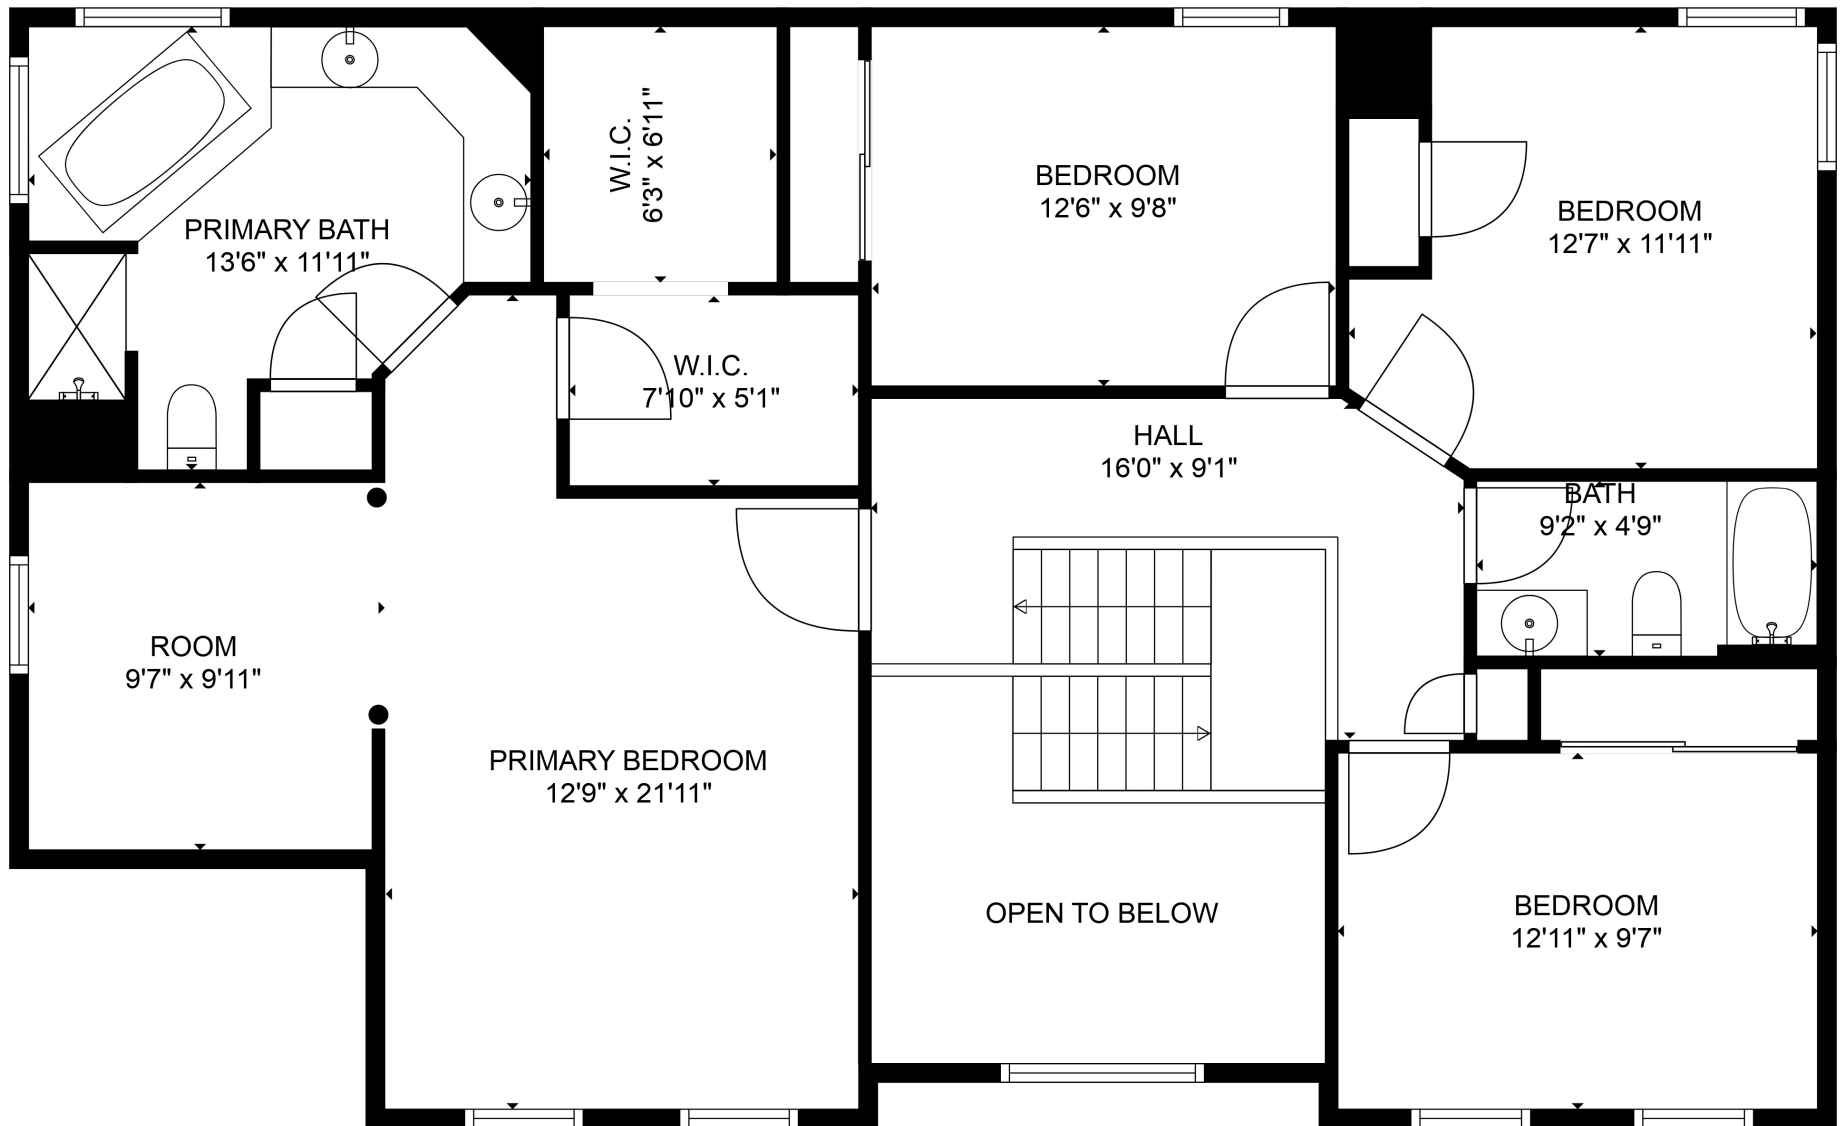 PRIMARY BATH
13'6" x 11'11"
W.I.C.
6'3" x 6'11"
W.I.C.
7'10" x 5'1"
BEDROOM
12'6" x 9'8"
BEDROOM
12'7" x 11'11"
HALL
16'0" x 9'1"
BATH
9'2" x 4'9"
ROOM
9'7" x 9'11"
PRIMARY BEDROOM
12'9" x 21'11"
OPEN TO BELOW
BEDROOM
12'11" x 9'7"